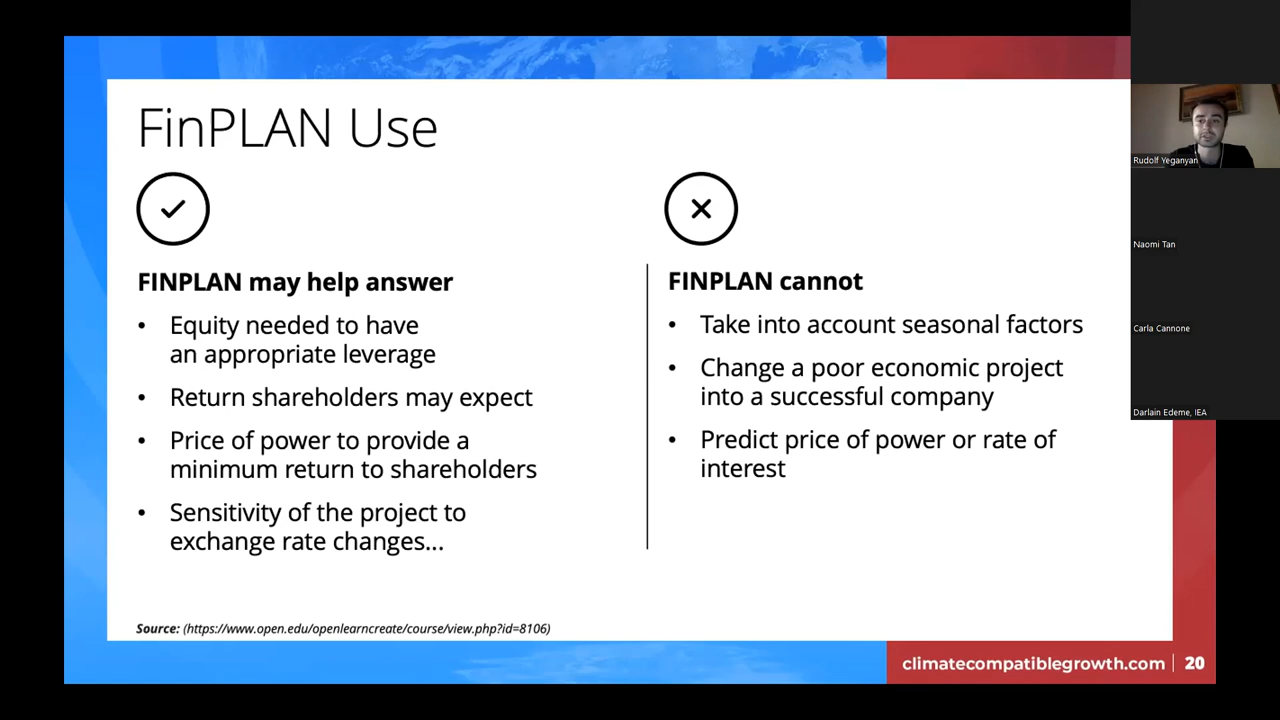 FinPLAN Use
FINPLAN may help answer
• Equity needed to have
an appropriate leverage
• Return shareholders may expect
• Price of power to provide a
minimum return to shareholders
• Sensitivity of the project to
exchange rate changes...
FINPLAN cannot
• Take into account seasonal factors
• Change a poor economic project
into a successful company
• Predict price of power or rate of
interest
Source: (https://www.open.edu/openlearncreate/course/view.php?id=8106)
climatecompatiblegrowth.com | 20
Rudolf Yeganyan
Naomi Tan
Carla Cannone
Darlain Edeme, IEA